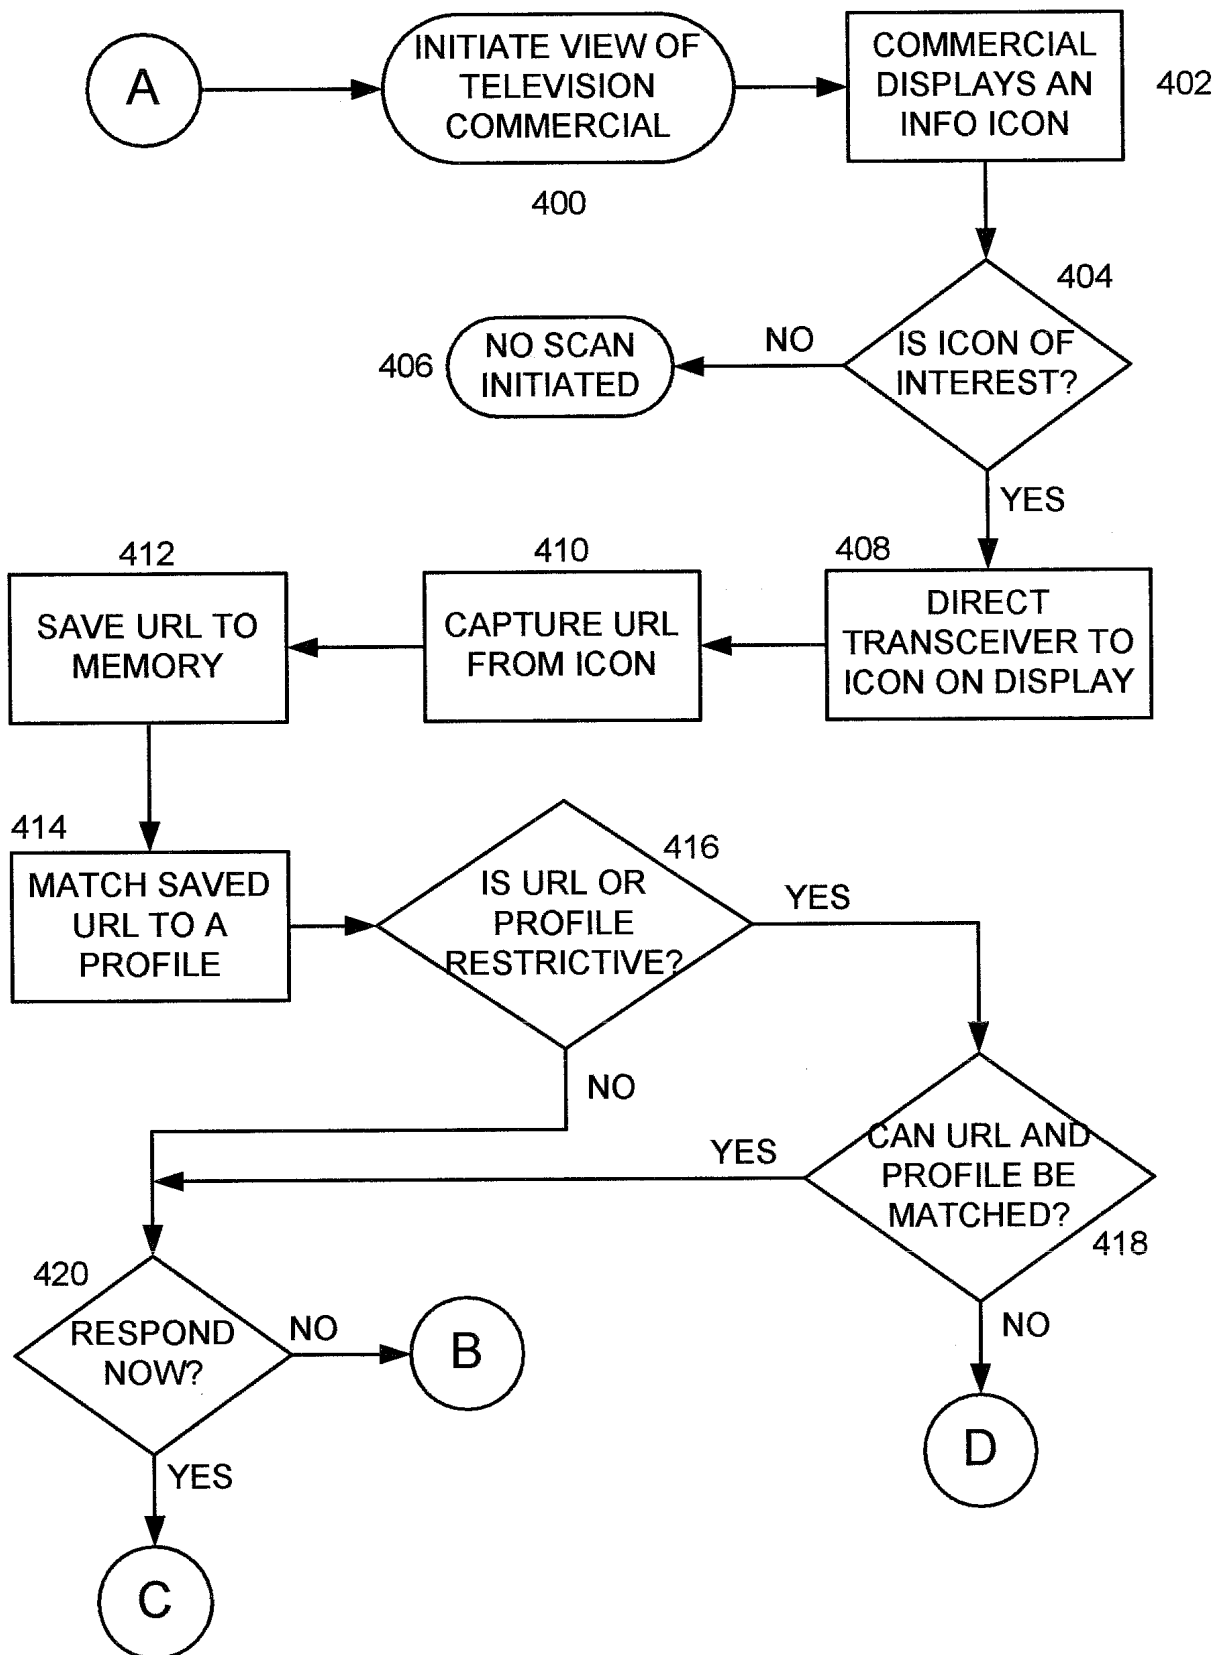 A
INITIATE VIEW OF
TELEVISION
COMMERCIAL
400
COMMERCIAL
DISPLAYS AN
INFO ICON
402
404
IS ICON OF
INTEREST?
NO
406
NO SCAN
INITIATED
YES
408
DIRECT
TRANSCEIVER TO
ICON ON DISPLAY
410
CAPTURE URL
FROM ICON
412
SAVE URL TO
MEMORY
414
MATCH SAVED
URL TO A
PROFILE
416
IS URL OR
PROFILE
RESTRICTIVE?
YES
NO
CAN URL AND
PROFILE BE
MATCHED?
418
YES
NO
D
420
RESPOND
NOW?
NO
B
YES
C